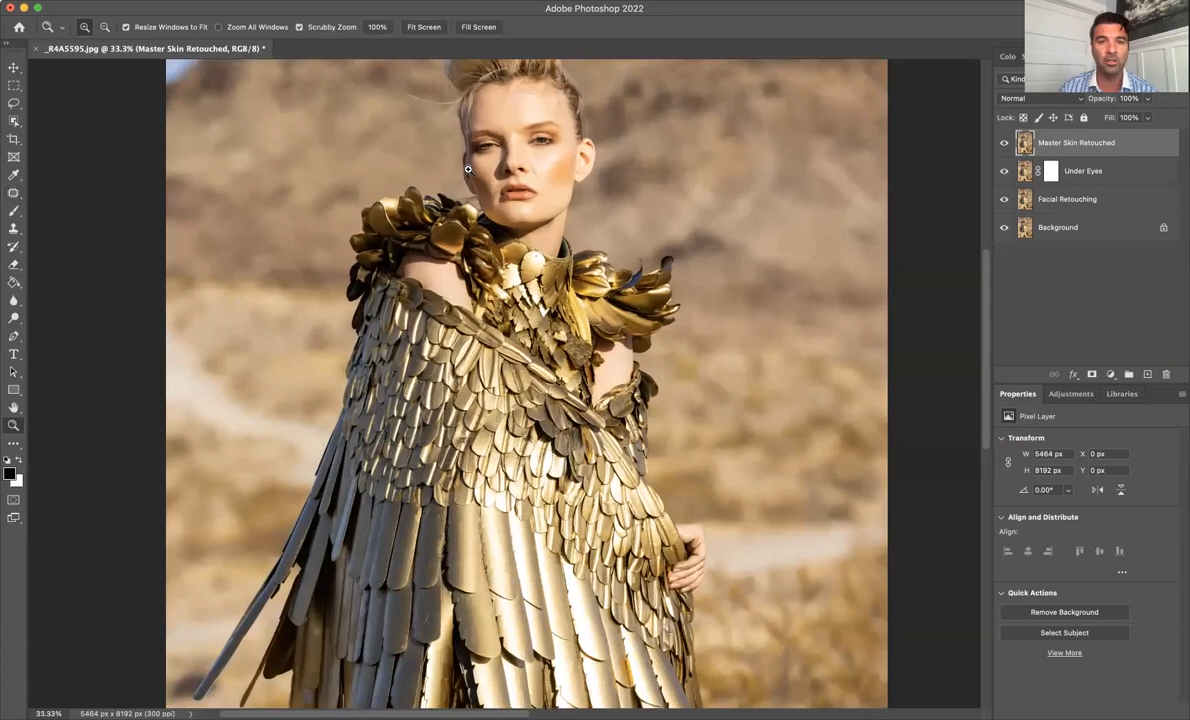 Adobe Photoshop 2022
Resize Windows to Fit Zoom All Windows Scrubby Zoom 100% Fit Screen Fill Screen
× _R4A5595.jpg @ 33.3% (Master Skin Retouched, RGB/8) *
Colo
Kind
Normal Opacity: 100%
Lock: Fill: 100%
Master Skin Retouched
Under Eyes
Facial Retouching
Background
Properties Adjustments Libraries
Pixel Layer
Transform
W 5464 px X 0 px
H 8192 px Y 0 px
0.00°
Align and Distribute
Align:
Quick Actions
Remove Background
Select Subject
View More
33.33% 5464 px x 8192 px (300 ppi)